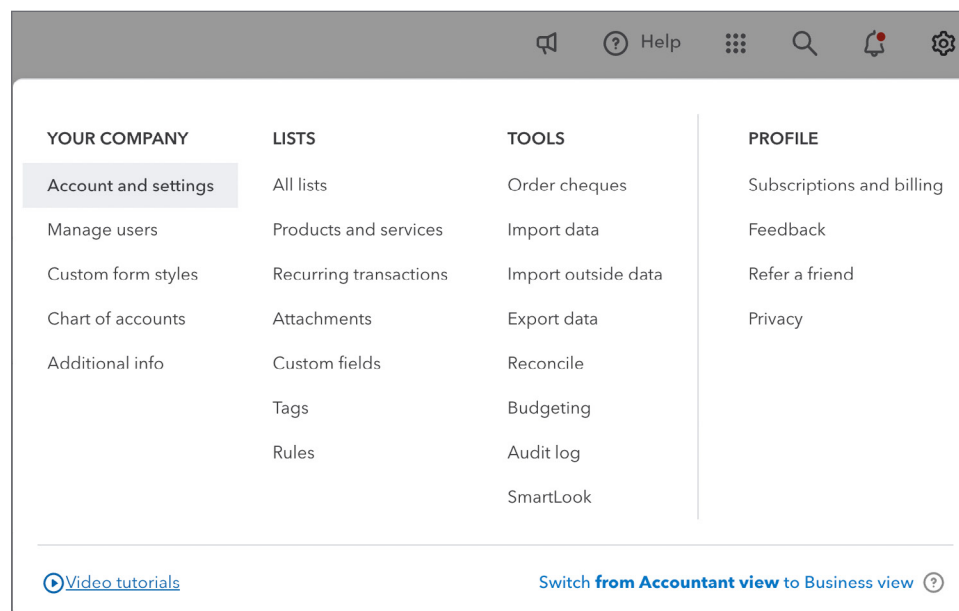 Help
YOUR COMPANY
Account and settings
Manage users
Custom form styles
Chart of accounts
Additional info
LISTS
All lists
Products and services
Recurring transactions
Attachments
Custom fields
Tags
Rules
TOOLS
Order cheques
Import data
Import outside data
Export data
Reconcile
Budgeting
Audit log
SmartLook
PROFILE
Subscriptions and billing
Feedback
Refer a friend
Privacy
Video tutorials
Switch from Accountant view to Business view